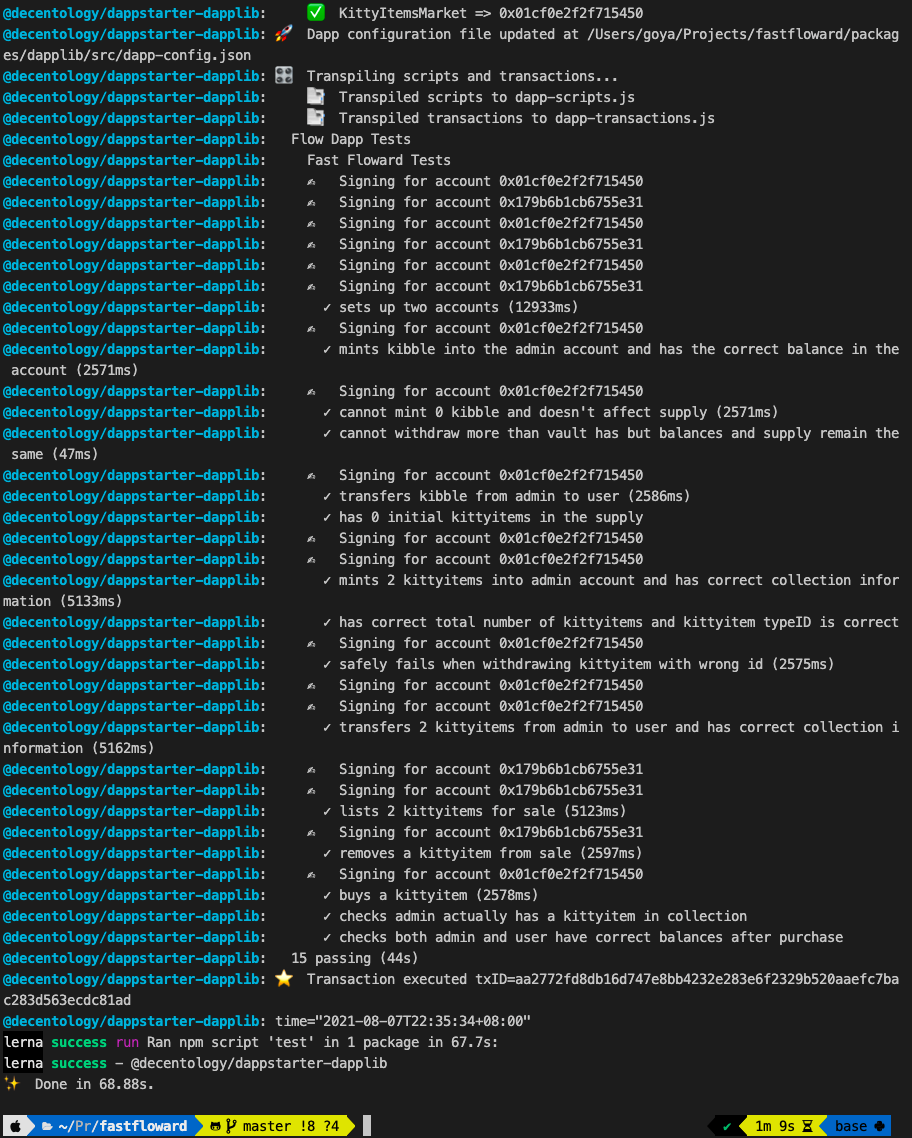 @decentology/dappstarter-dapplib: ✅ KittyItemsMarket => 0x01cf0e2f2f715450
@decentology/dappstarter-dapplib: 🚀 Dapp configuration file updated at /Users/goya/Projects/fastfloward/packag
es/dapplib/src/dapp-config.json
@decentology/dappstarter-dapplib: 🎛 Transpiling scripts and transactions...
@decentology/dappstarter-dapplib: 📑 Transpiled scripts to dapp-scripts.js
@decentology/dappstarter-dapplib: 📑 Transpiled transactions to dapp-transactions.js
@decentology/dappstarter-dapplib: Flow Dapp Tests
@decentology/dappstarter-dapplib: Fast Floward Tests
@decentology/dappstarter-dapplib: ✍ Signing for account 0x01cf0e2f2f715450
@decentology/dappstarter-dapplib: ✍ Signing for account 0x179b6b1cb6755e31
@decentology/dappstarter-dapplib: ✍ Signing for account 0x01cf0e2f2f715450
@decentology/dappstarter-dapplib: ✍ Signing for account 0x179b6b1cb6755e31
@decentology/dappstarter-dapplib: ✍ Signing for account 0x01cf0e2f2f715450
@decentology/dappstarter-dapplib: ✍ Signing for account 0x179b6b1cb6755e31
@decentology/dappstarter-dapplib: ✓ sets up two accounts (12933ms)
@decentology/dappstarter-dapplib: ✍ Signing for account 0x01cf0e2f2f715450
@decentology/dappstarter-dapplib: ✓ mints kibble into the admin account and has the correct balance in the
account (2571ms)
@decentology/dappstarter-dapplib: ✍ Signing for account 0x01cf0e2f2f715450
@decentology/dappstarter-dapplib: ✓ cannot mint 0 kibble and doesn't affect supply (2571ms)
@decentology/dappstarter-dapplib: ✓ cannot withdraw more than vault has but balances and supply remain the
same (47ms)
@decentology/dappstarter-dapplib: ✍ Signing for account 0x01cf0e2f2f715450
@decentology/dappstarter-dapplib: ✓ transfers kibble from admin to user (2586ms)
@decentology/dappstarter-dapplib: ✓ has 0 initial kittyitems in the supply
@decentology/dappstarter-dapplib: ✍ Signing for account 0x01cf0e2f2f715450
@decentology/dappstarter-dapplib: ✍ Signing for account 0x01cf0e2f2f715450
@decentology/dappstarter-dapplib: ✓ mints 2 kittyitems into admin account and has correct collection infor
mation (5133ms)
@decentology/dappstarter-dapplib: ✓ has correct total number of kittyitems and kittyitem typeID is correct
@decentology/dappstarter-dapplib: ✍ Signing for account 0x01cf0e2f2f715450
@decentology/dappstarter-dapplib: ✓ safely fails when withdrawing kittyitem with wrong id (2575ms)
@decentology/dappstarter-dapplib: ✍ Signing for account 0x01cf0e2f2f715450
@decentology/dappstarter-dapplib: ✍ Signing for account 0x01cf0e2f2f715450
@decentology/dappstarter-dapplib: ✓ transfers 2 kittyitems from admin to user and has correct collection i
nformation (5162ms)
@decentology/dappstarter-dapplib: ✍ Signing for account 0x179b6b1cb6755e31
@decentology/dappstarter-dapplib: ✍ Signing for account 0x179b6b1cb6755e31
@decentology/dappstarter-dapplib: ✓ lists 2 kittyitems for sale (5123ms)
@decentology/dappstarter-dapplib: ✍ Signing for account 0x179b6b1cb6755e31
@decentology/dappstarter-dapplib: ✓ removes a kittyitem from sale (2597ms)
@decentology/dappstarter-dapplib: ✍ Signing for account 0x01cf0e2f2f715450
@decentology/dappstarter-dapplib: ✓ buys a kittyitem (2578ms)
@decentology/dappstarter-dapplib: ✓ checks admin actually has a kittyitem in collection
@decentology/dappstarter-dapplib: ✓ checks both admin and user have correct balances after purchase
@decentology/dappstarter-dapplib: 15 passing (44s)
@decentology/dappstarter-dapplib: ⭐ Transaction executed txID=aa2772fd8db16d747e8bb4232e283e6f2329b520aaefc7ba
c283d563ecdc81ad
@decentology/dappstarter-dapplib: time="2021-08-07T22:35:34+08:00"
lerna success run Ran npm script 'test' in 1 package in 67.7s:
lerna success - @decentology/dappstarter-dapplib
✨ Done in 68.88s.
~/Pr/fastfloward master !8 ?4 ✔ 1m 9s base